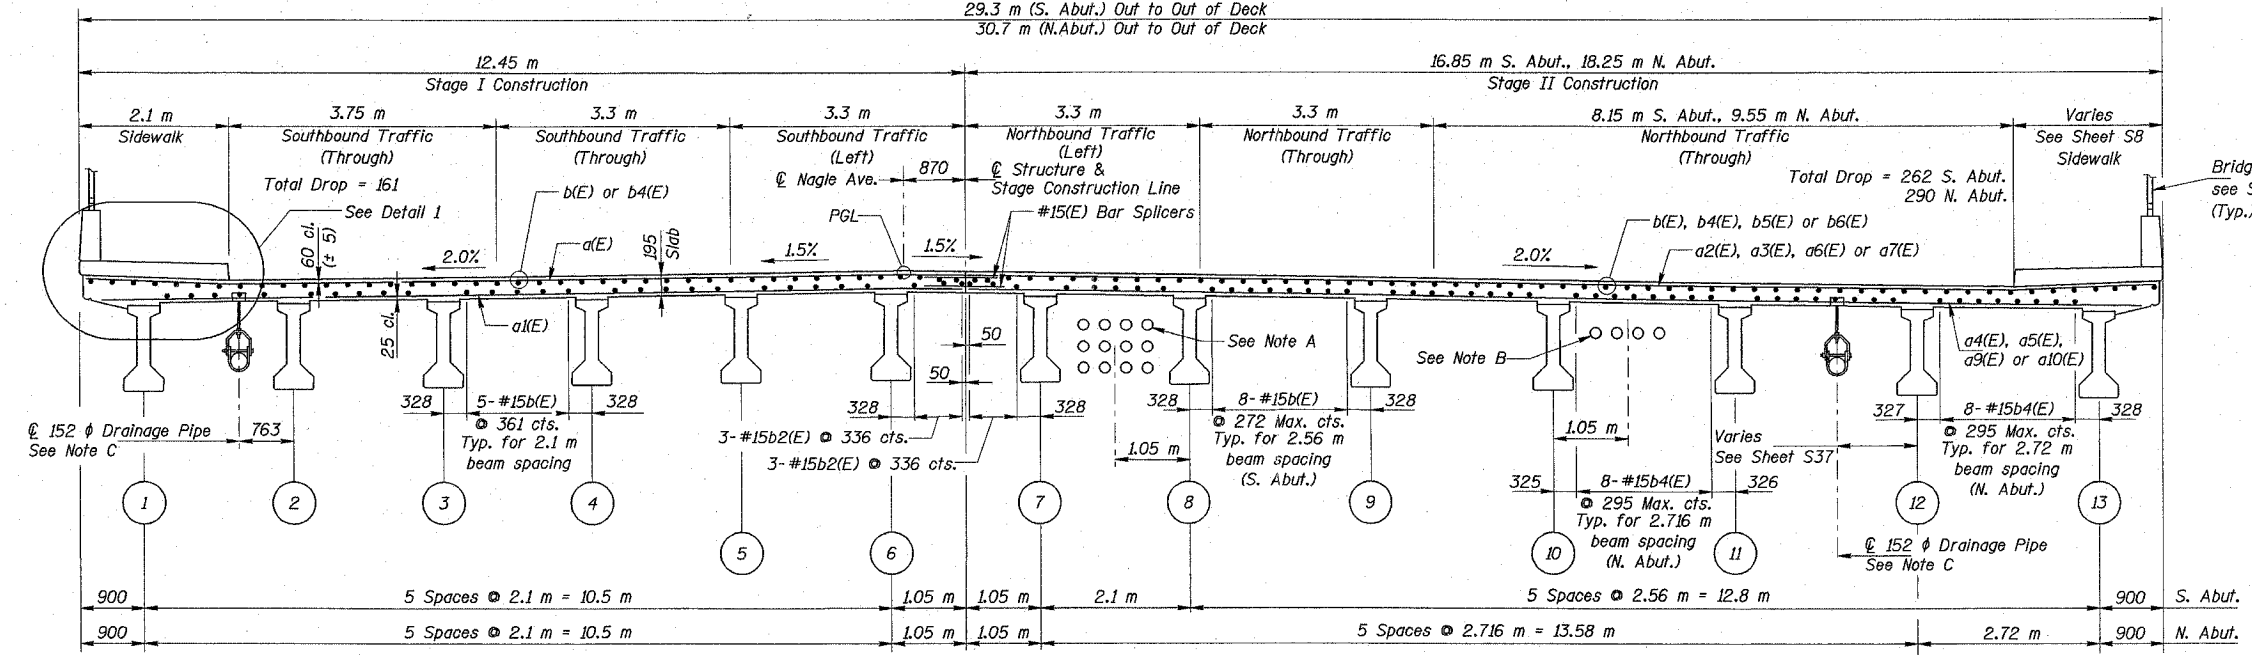 29.3 m (S. Abut.) Out to Out of Deck
30.7 m (N.Abut.) Out to Out of Deck
12.45 m
Stage I Construction
16.85 m S. Abut., 18.25 m N. Abut.
Stage II Construction
2.1 m
Sidewalk
3.75 m
Southbound Traffic
(Through)
3.3 m
Southbound Traffic
(Through)
3.3 m
Southbound Traffic
(Left)
3.3 m
Northbound Traffic
(Left)
3.3 m
Northbound Traffic
(Through)
8.15 m S. Abut., 9.55 m N. Abut.
Northbound Traffic
(Through)
Varies
See Sheet S8
Sidewalk
Total Drop = 161
See Detail 1
60 cl.
(± 5)
2.0%
b(E) or b4(E)
a(E)
195
Slab
1.5%
℄ Nagle Ave.
870
PGL
1.5%
℄ Structure &
Stage Construction Line
#15(E) Bar Splicers
Total Drop = 262 S. Abut.
290 N. Abut.
2.0%
b(E), b4(E), b5(E) or b6(E)
a2(E), a3(E), a6(E) or a7(E)
Bridg
see S
(Typ.)
25 cl.
a1(E)
50
50
See Note A
See Note B
a4(E), a5(E),
a9(E) or a10(E)
℄ 152 ϕ Drainage Pipe
See Note C
763
328
5-#15b(E)
328
@ 361 cts.
Typ. for 2.1 m
beam spacing
328
328
3-#15b2(E) @ 336 cts.
3-#15b2(E) @ 336 cts.
1.05 m
328
8-#15b(E)
328
@ 272 Max. cts.
Typ. for 2.56 m
beam spacing
(S. Abut.)
1.05 m
325
8-#15b4(E)
326
@ 295 Max. cts.
Typ. for 2.716 m
beam spacing
(N. Abut.)
Varies
See Sheet S37
327
8-#15b4(E)
328
@ 295 Max. cts.
Typ. for 2.72 m
beam spacing
(N. Abut.)
℄ 152 ϕ Drainage Pipe
See Note C
1
2
3
4
5
6
7
8
9
10
11
12
13
900
5 Spaces @ 2.1 m = 10.5 m
1.05 m
1.05 m
2.1 m
5 Spaces @ 2.56 m = 12.8 m
900
S. Abut.
900
5 Spaces @ 2.1 m = 10.5 m
1.05 m
1.05 m
5 Spaces @ 2.716 m = 13.58 m
2.72 m
900
N. Abut.